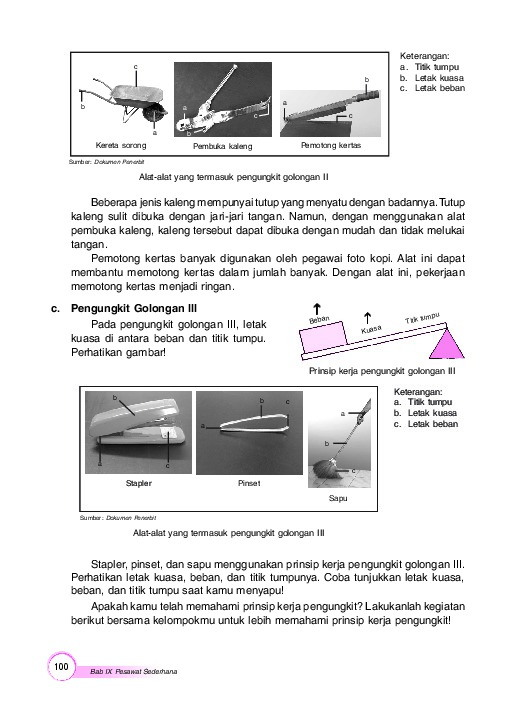 Keterangan:
a. Titik tumpu
b. Letak kuasa
c. Letak beban
c
b
a
a
b
c
b
a
c
Kereta sorong
Pembuka kaleng
Pemotong kertas
Sumber: Dokumen Penerbit
Alat-alat yang termasuk pengungkit golongan II
Beberapa jenis kaleng mempunyai tutup yang menyatu dengan badannya. Tutup
kaleng sulit dibuka dengan jari-jari tangan. Namun, dengan menggunakan alat
pembuka kaleng, kaleng tersebut dapat dibuka dengan mudah dan tidak melukai
tangan.
Pemotong kertas banyak digunakan oleh pegawai foto kopi. Alat ini dapat
membantu memotong kertas dalam jumlah banyak. Dengan alat ini, pekerjaan
memotong kertas menjadi ringan.
c. Pengungkit Golongan III
Pada pengungkit golongan III, letak
kuasa di antara beban dan titik tumpu.
Perhatikan gambar!
Beban
Kuasa
Titik tumpu
Prinsip kerja pengungkit golongan III
Keterangan:
a. Titik tumpu
b. Letak kuasa
c. Letak beban
b
a
c
a
b
c
a
b
c
Stapler
Pinset
Sapu
Sumber: Dokumen Penerbit
Alat-alat yang termasuk pengungkit golongan III
Stapler, pinset, dan sapu menggunakan prinsip kerja pengungkit golongan III.
Perhatikan letak kuasa, beban, dan titik tumpunya. Coba tunjukkan letak kuasa,
beban, dan titik tumpu saat kamu menyapu!
Apakah kamu telah memahami prinsip kerja pengungkit? Lakukanlah kegiatan
berikut bersama kelompokmu untuk lebih memahami prinsip kerja pengungkit!
100
Bab IX Pesawat Sederhana